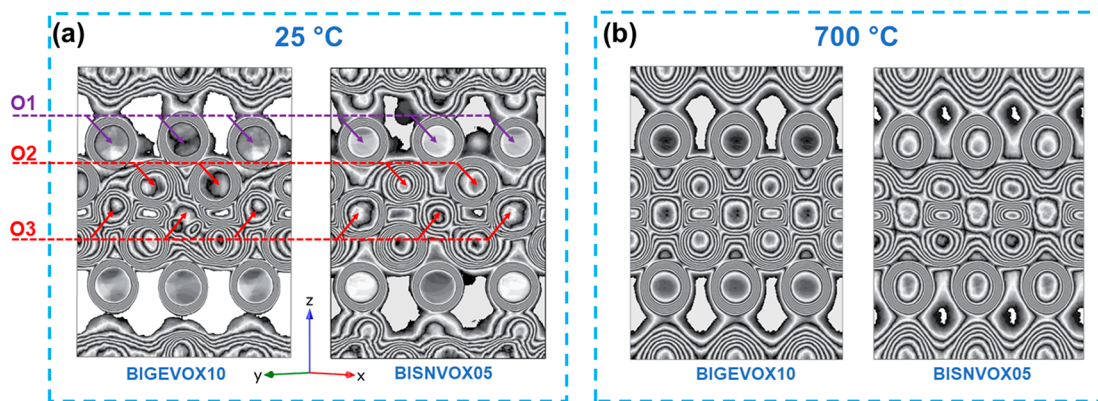 (a)
25 °C
(b)
700 °C
O1
O2
O3
z
y
x
BIGEVOX10
BISNVOX05
BIGEVOX10
BISNVOX05